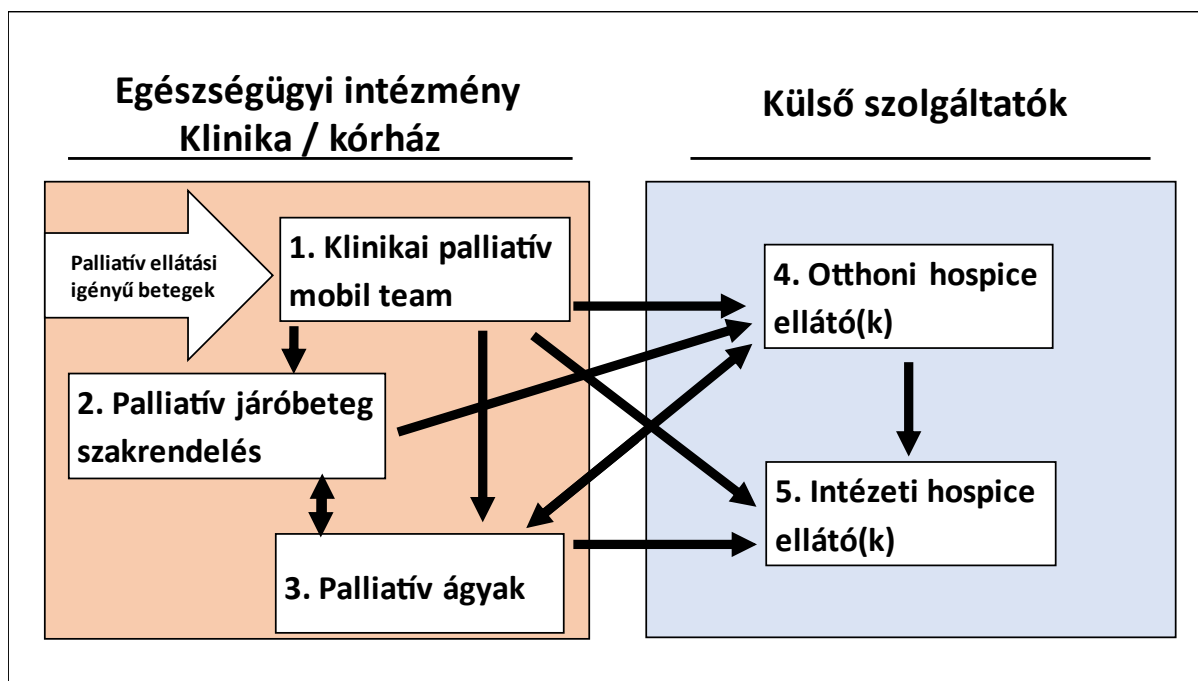 Egészségügyi intézmény
Klinika / kórház
Külső szolgáltatók
Palliatív ellátási
igényű betegek
1. Klinikai palliatív
mobil team
2. Palliatív járóbeteg
szakrendelés
3. Palliatív ágyak
4. Otthoni hospice
ellátó(k)
5. Intézeti hospice
ellátó(k)